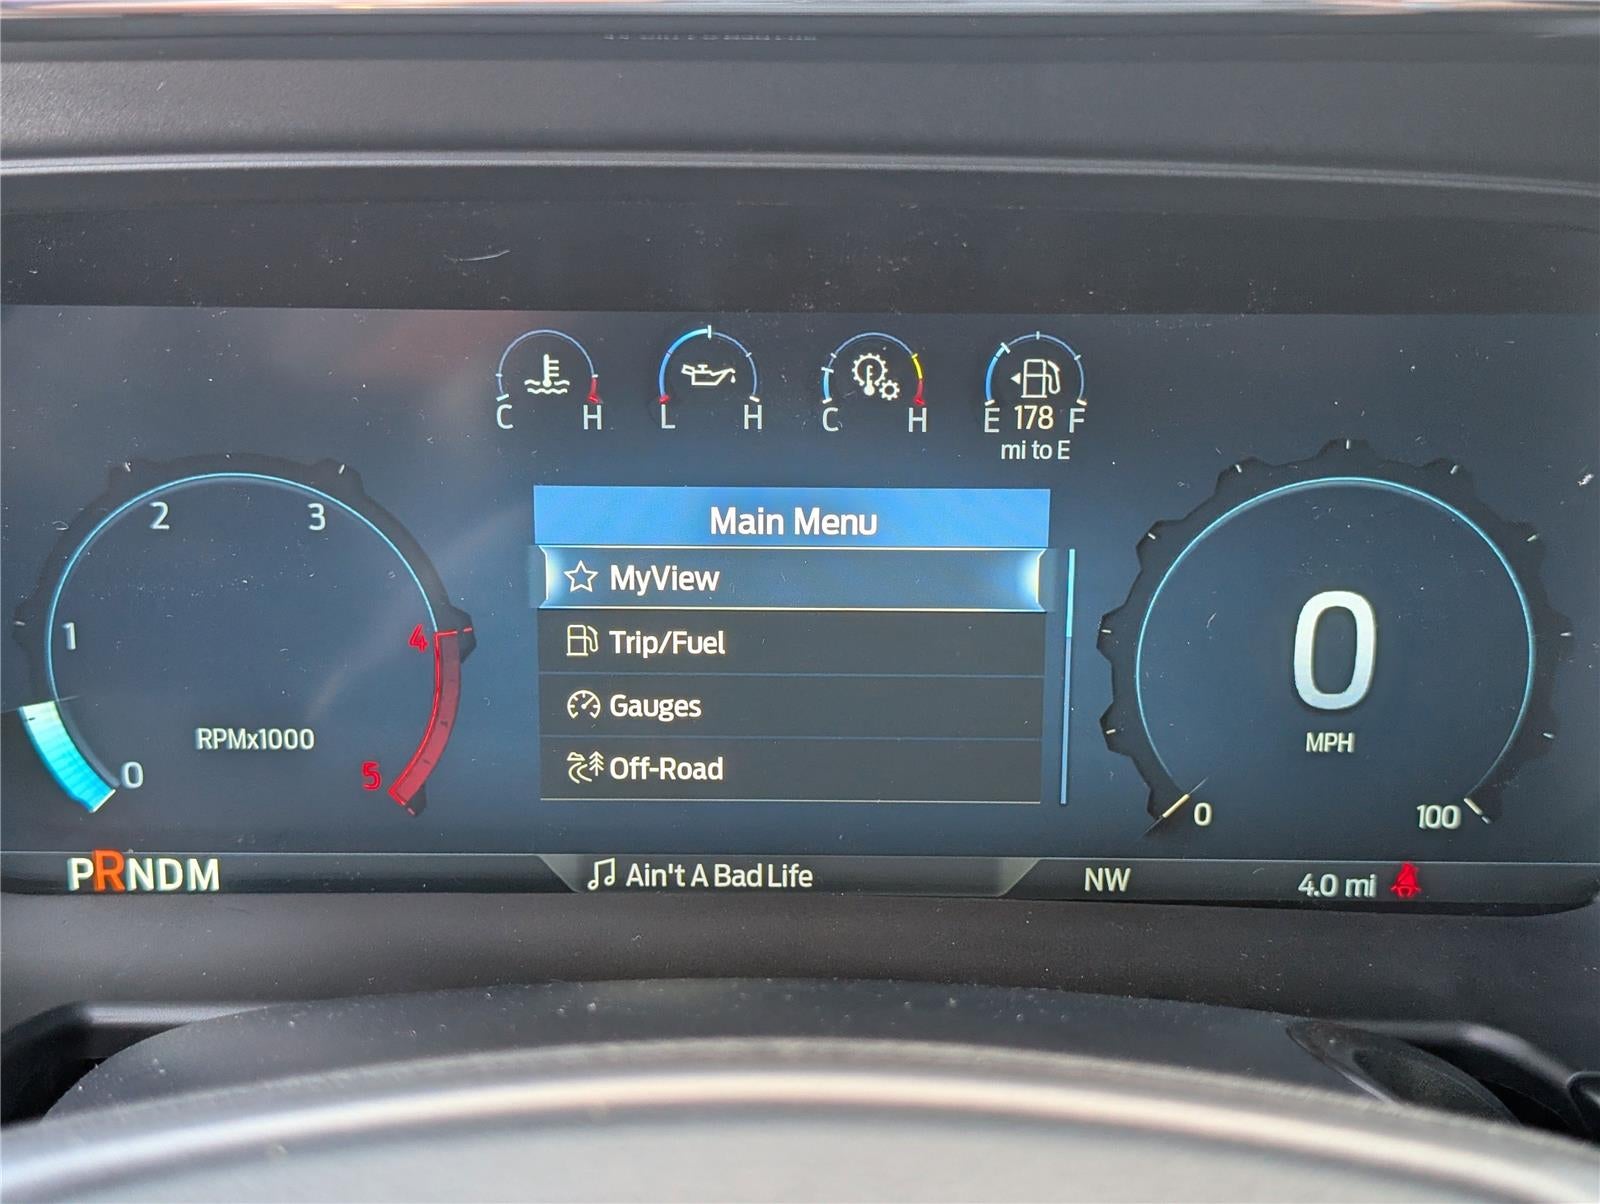 C H
L H
C H
E 178 F
mi to E
Main Menu
MyView
Trip/Fuel
Gauges
Off-Road
0
1
2
3
4
5
RPMx1000
0
MPH
0
100
PRNDM
Ain't A Bad Life
NW
4.0 mi